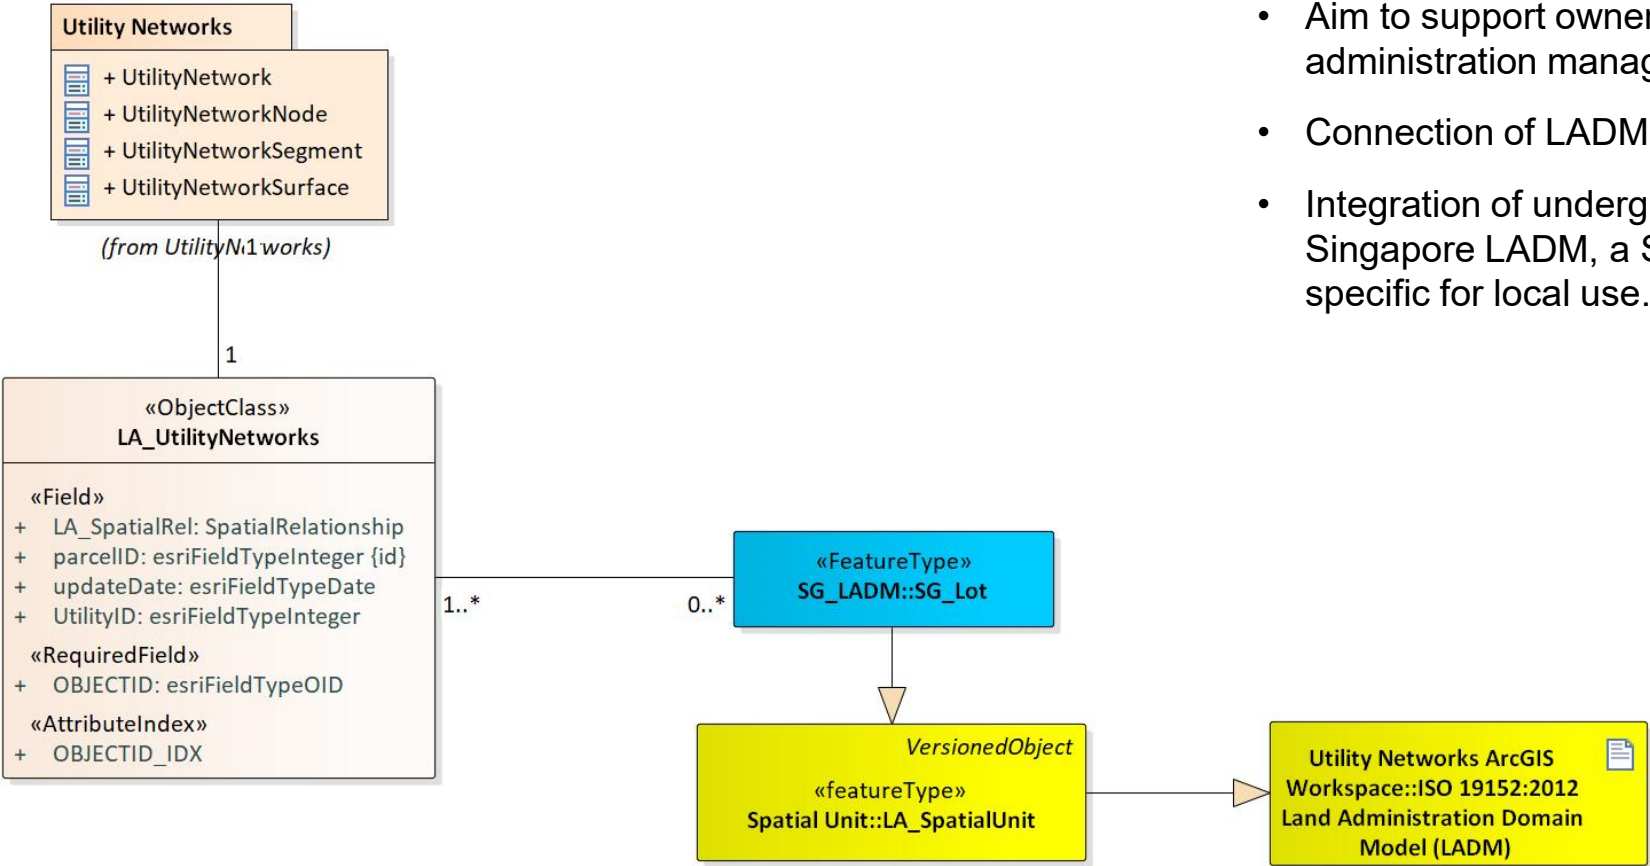 Utility Networks
+ UtilityNetwork
+ UtilityNetworkNode
+ UtilityNetworkSegment
+ UtilityNetworkSurface
(from UtilityN 1 works)
1
«ObjectClass»
LA_UtilityNetworks
«Field»
+ LA_SpatialRel: SpatialRelationship
+ parcelID: esriFieldTypeInteger {id}
+ updateDate: esriFieldTypeDate
+ UtilityID: esriFieldTypeInteger
«RequiredField»
+ OBJECTID: esriFieldTypeOID
«AttributeIndex»
+ OBJECTID_IDX
1..*
0..*
«FeatureType»
SG_LADM::SG_Lot
VersionedObject
«featureType»
Spatial Unit::LA_SpatialUnit
Utility Networks ArcGIS
Workspace::ISO 19152:2012
Land Administration Domain
Model (LADM)
• Aim to support
administration
• Connection of LADM
• Integration of
Singapore LADM, a
specific for local use.